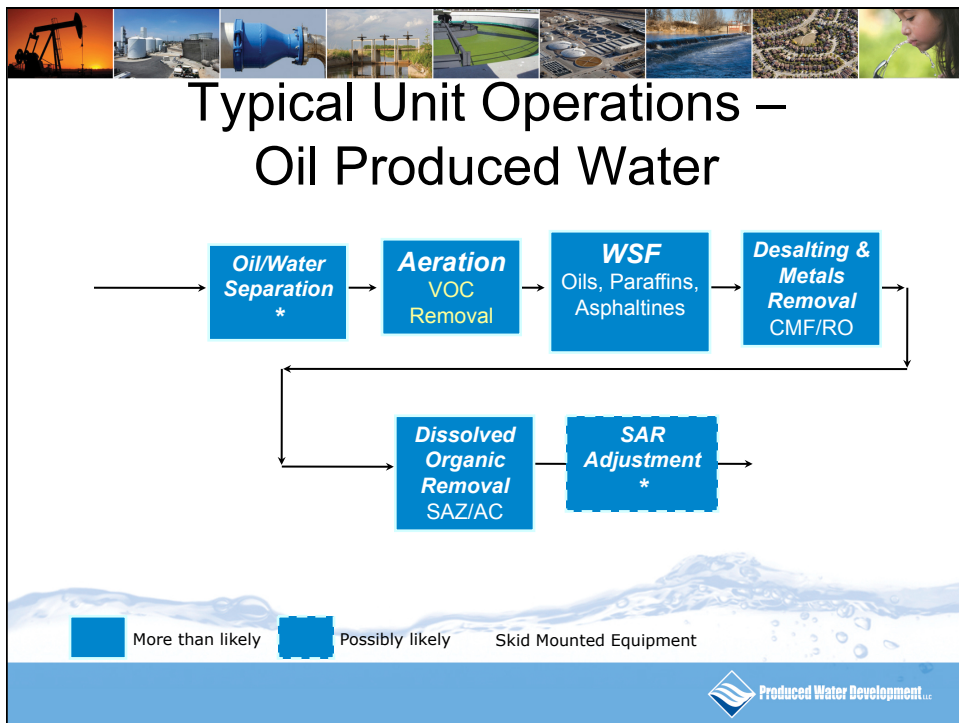 Typical Unit Operations –
Oil Produced Water
Oil/Water
Separation
*
Aeration
VOC
Removal
WSF
Oils, Paraffins,
Asphaltines
Desalting &
Metals
Removal
CMF/RO
Dissolved
Organic
Removal
SAZ/AC
SAR
Adjustment
*
More than likely
Possibly likely
Skid Mounted Equipment
Produced Water Development LLC